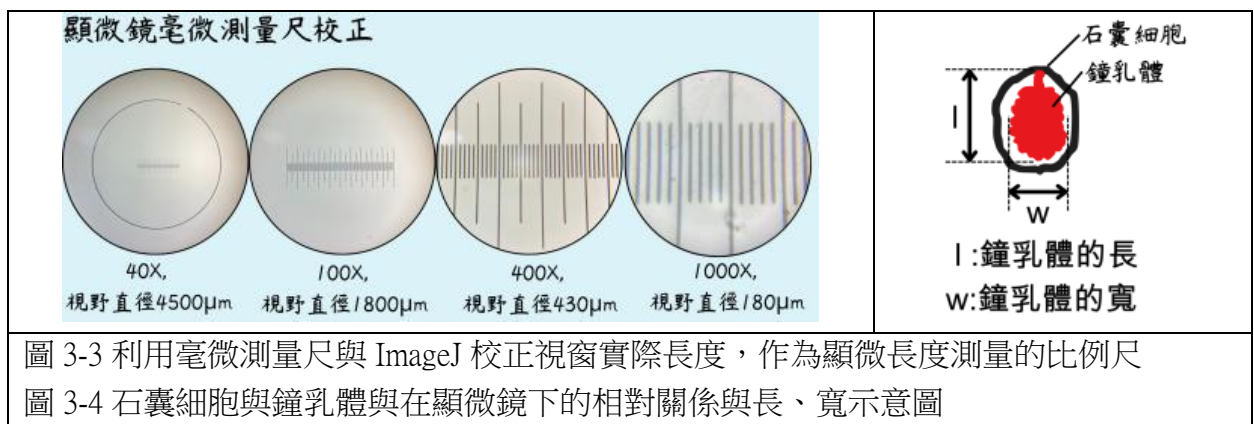 顯微鏡毫微測量尺校正
40X,
視野直徑4500μm
100X,
視野直徑1800μm
400X,
視野直徑430μm
1000X,
視野直徑180μm
石囊細胞
鐘乳體
l
w
l :鐘乳體的長
w:鐘乳體的寬
圖 3-3 利用毫微測量尺與 ImageJ 校正視窗實際長度，作為顯微長度測量的比例尺
圖 3-4 石囊細胞與鐘乳體與在顯微鏡下的相對關係與長、寬示意圖